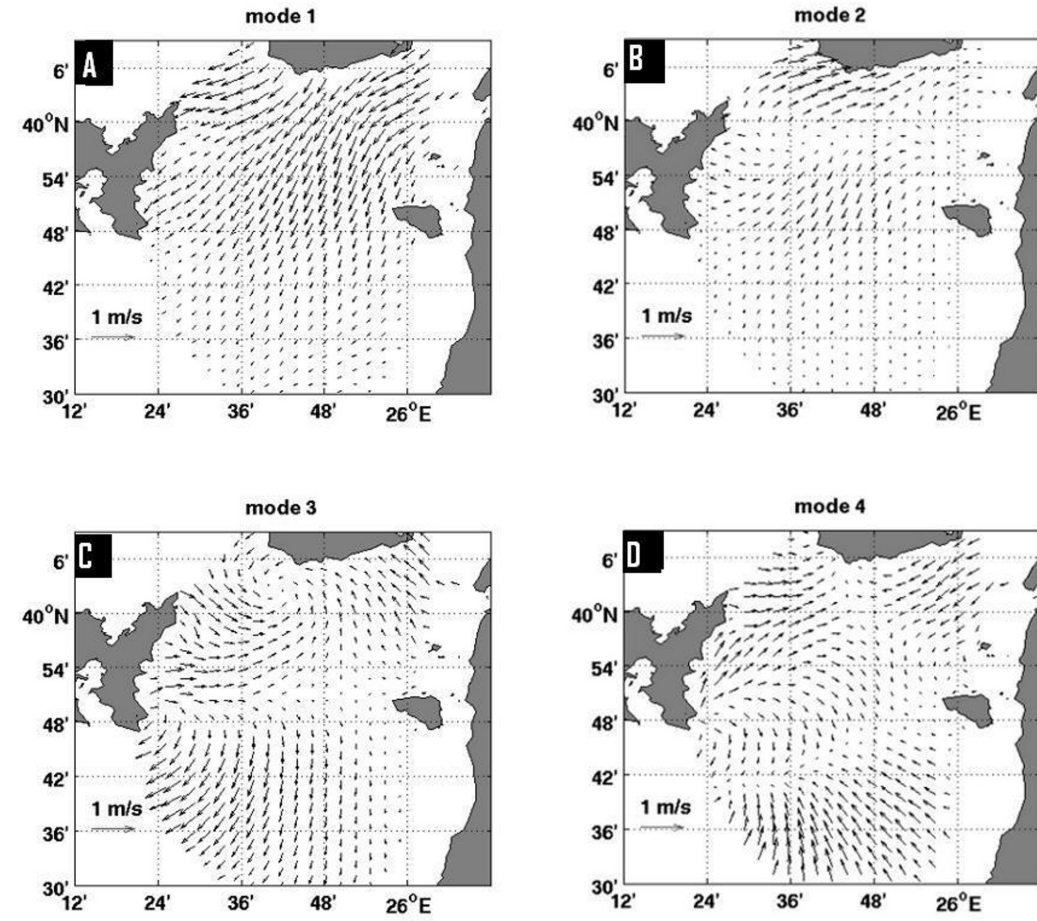 mode 1
A
6'
40°N
54'
48'
42'
36'
30'
1 m/s
12' 24' 36' 48' 26°E
mode 2
B
6'
40°N
54'
48'
42'
36'
30'
1 m/s
12' 24' 36' 48' 26°E
mode 3
C
6'
40°N
54'
48'
42'
36'
30'
1 m/s
12' 24' 36' 48' 26°E
mode 4
D
6'
40°N
54'
48'
42'
36'
30'
1 m/s
12' 24' 36' 48' 26°E